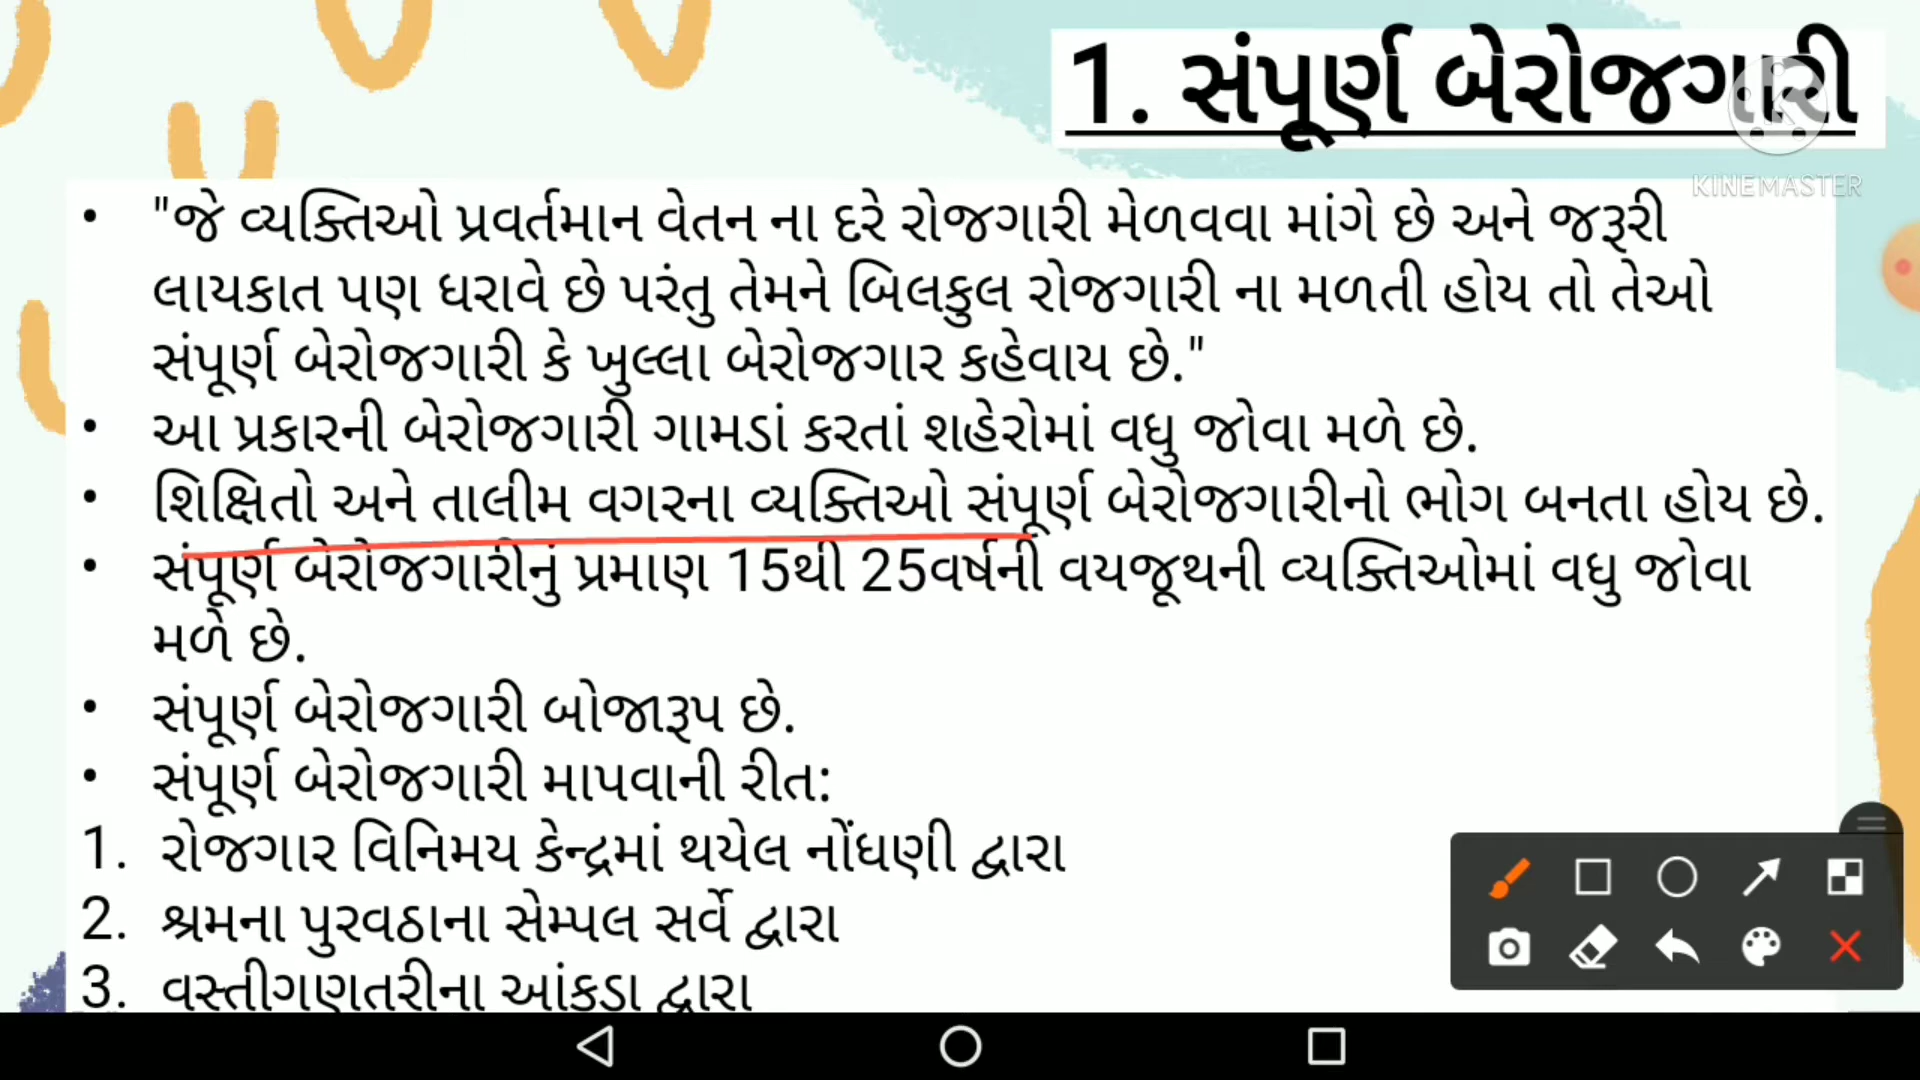 1. સંપૂર્ણ બેરોજગારી
KINEMASTER
• "જે વ્યક્તિઓ પ્રવર્તમાન વેતન ના દરે રોજગારી મેળવવા માંગે છે અને જરૂરી
લાયકાત પણ ધરાવે છે પરંતુ તેમને બિલકુલ રોજગારી ના મળતી હોય તો તેઓ
સંપૂર્ણ બેરોજગારી કે ખુલ્લા બેરોજગાર કહેવાય છે."
• આ પ્રકારની બેરોજગારી ગામડાં કરતાં શહેરોમાં વધુ જોવા મળે છે.
• શિક્ષિતો અને તાલીમ વગરના વ્યક્તિઓ સંપૂર્ણ બેરોજગારીનો ભોગ બનતા હોય છે.
• સંપૂર્ણ બેરોજગારીનું પ્રમાણ 15થી 25વર્ષની વયજૂથની વ્યક્તિઓમાં વધુ જોવા
મળે છે.
• સંપૂર્ણ બેરોજગારી બોજારૂપ છે.
• સંપૂર્ણ બેરોજગારી માપવાની રીત:
1. રોજગાર વિનિમય કેન્દ્રમાં થયેલ નોંધણી દ્વારા
2. શ્રમના પુરવઠાના સેમ્પલ સર્વે દ્વારા
3. વસ્તીગણતરીના આંકડા દ્વારા